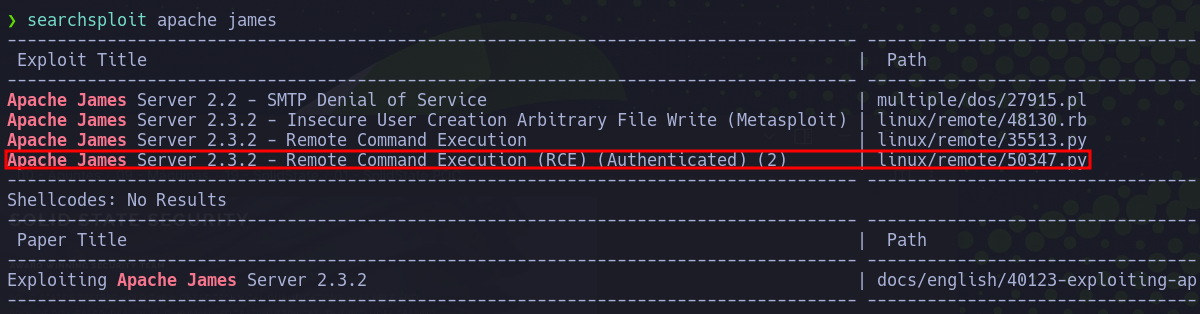 ❯ searchsploit apache james
------------------------------------------------------------------------------------- ---------------------------------
 Exploit Title                                                                       |  Path
------------------------------------------------------------------------------------- ---------------------------------
Apache James Server 2.2 - SMTP Denial of Service                                     | multiple/dos/27915.pl
Apache James Server 2.3.2 - Insecure User Creation Arbitrary File Write (Metasploit) | linux/remote/48130.rb
Apache James Server 2.3.2 - Remote Command Execution                                 | linux/remote/35513.py
Apache James Server 2.3.2 - Remote Command Execution (RCE) (Authenticated) (2)       | linux/remote/50347.py
------------------------------------------------------------------------------------- ---------------------------------
Shellcodes: No Results
SOLID STATE SECURITY
------------------------------------------------------------------------------------- ---------------------------------
 Paper Title                                                                         |  Path
------------------------------------------------------------------------------------- ---------------------------------
Exploiting Apache James Server 2.3.2                                                 | docs/english/40123-exploiting-ap
------------------------------------------------------------------------------------- ---------------------------------